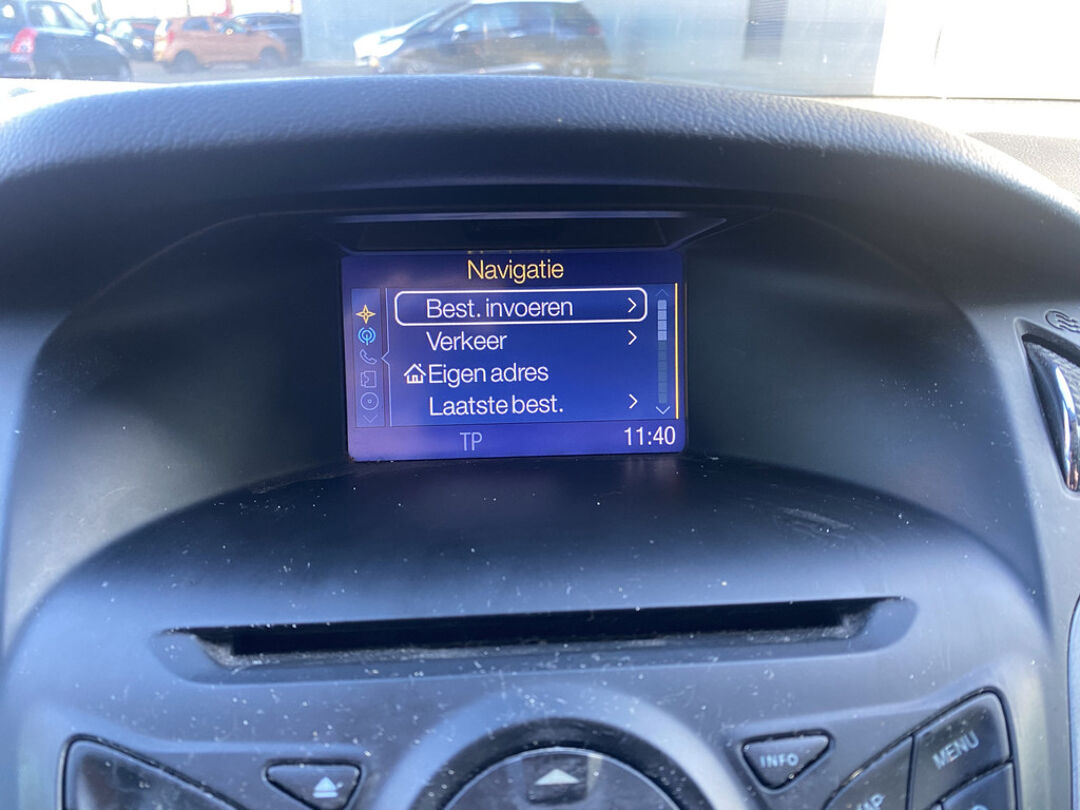 Navigatie
Best. invoeren
Verkeer
Eigen adres
Laatste best.
TP
11:40
INFO
MENU